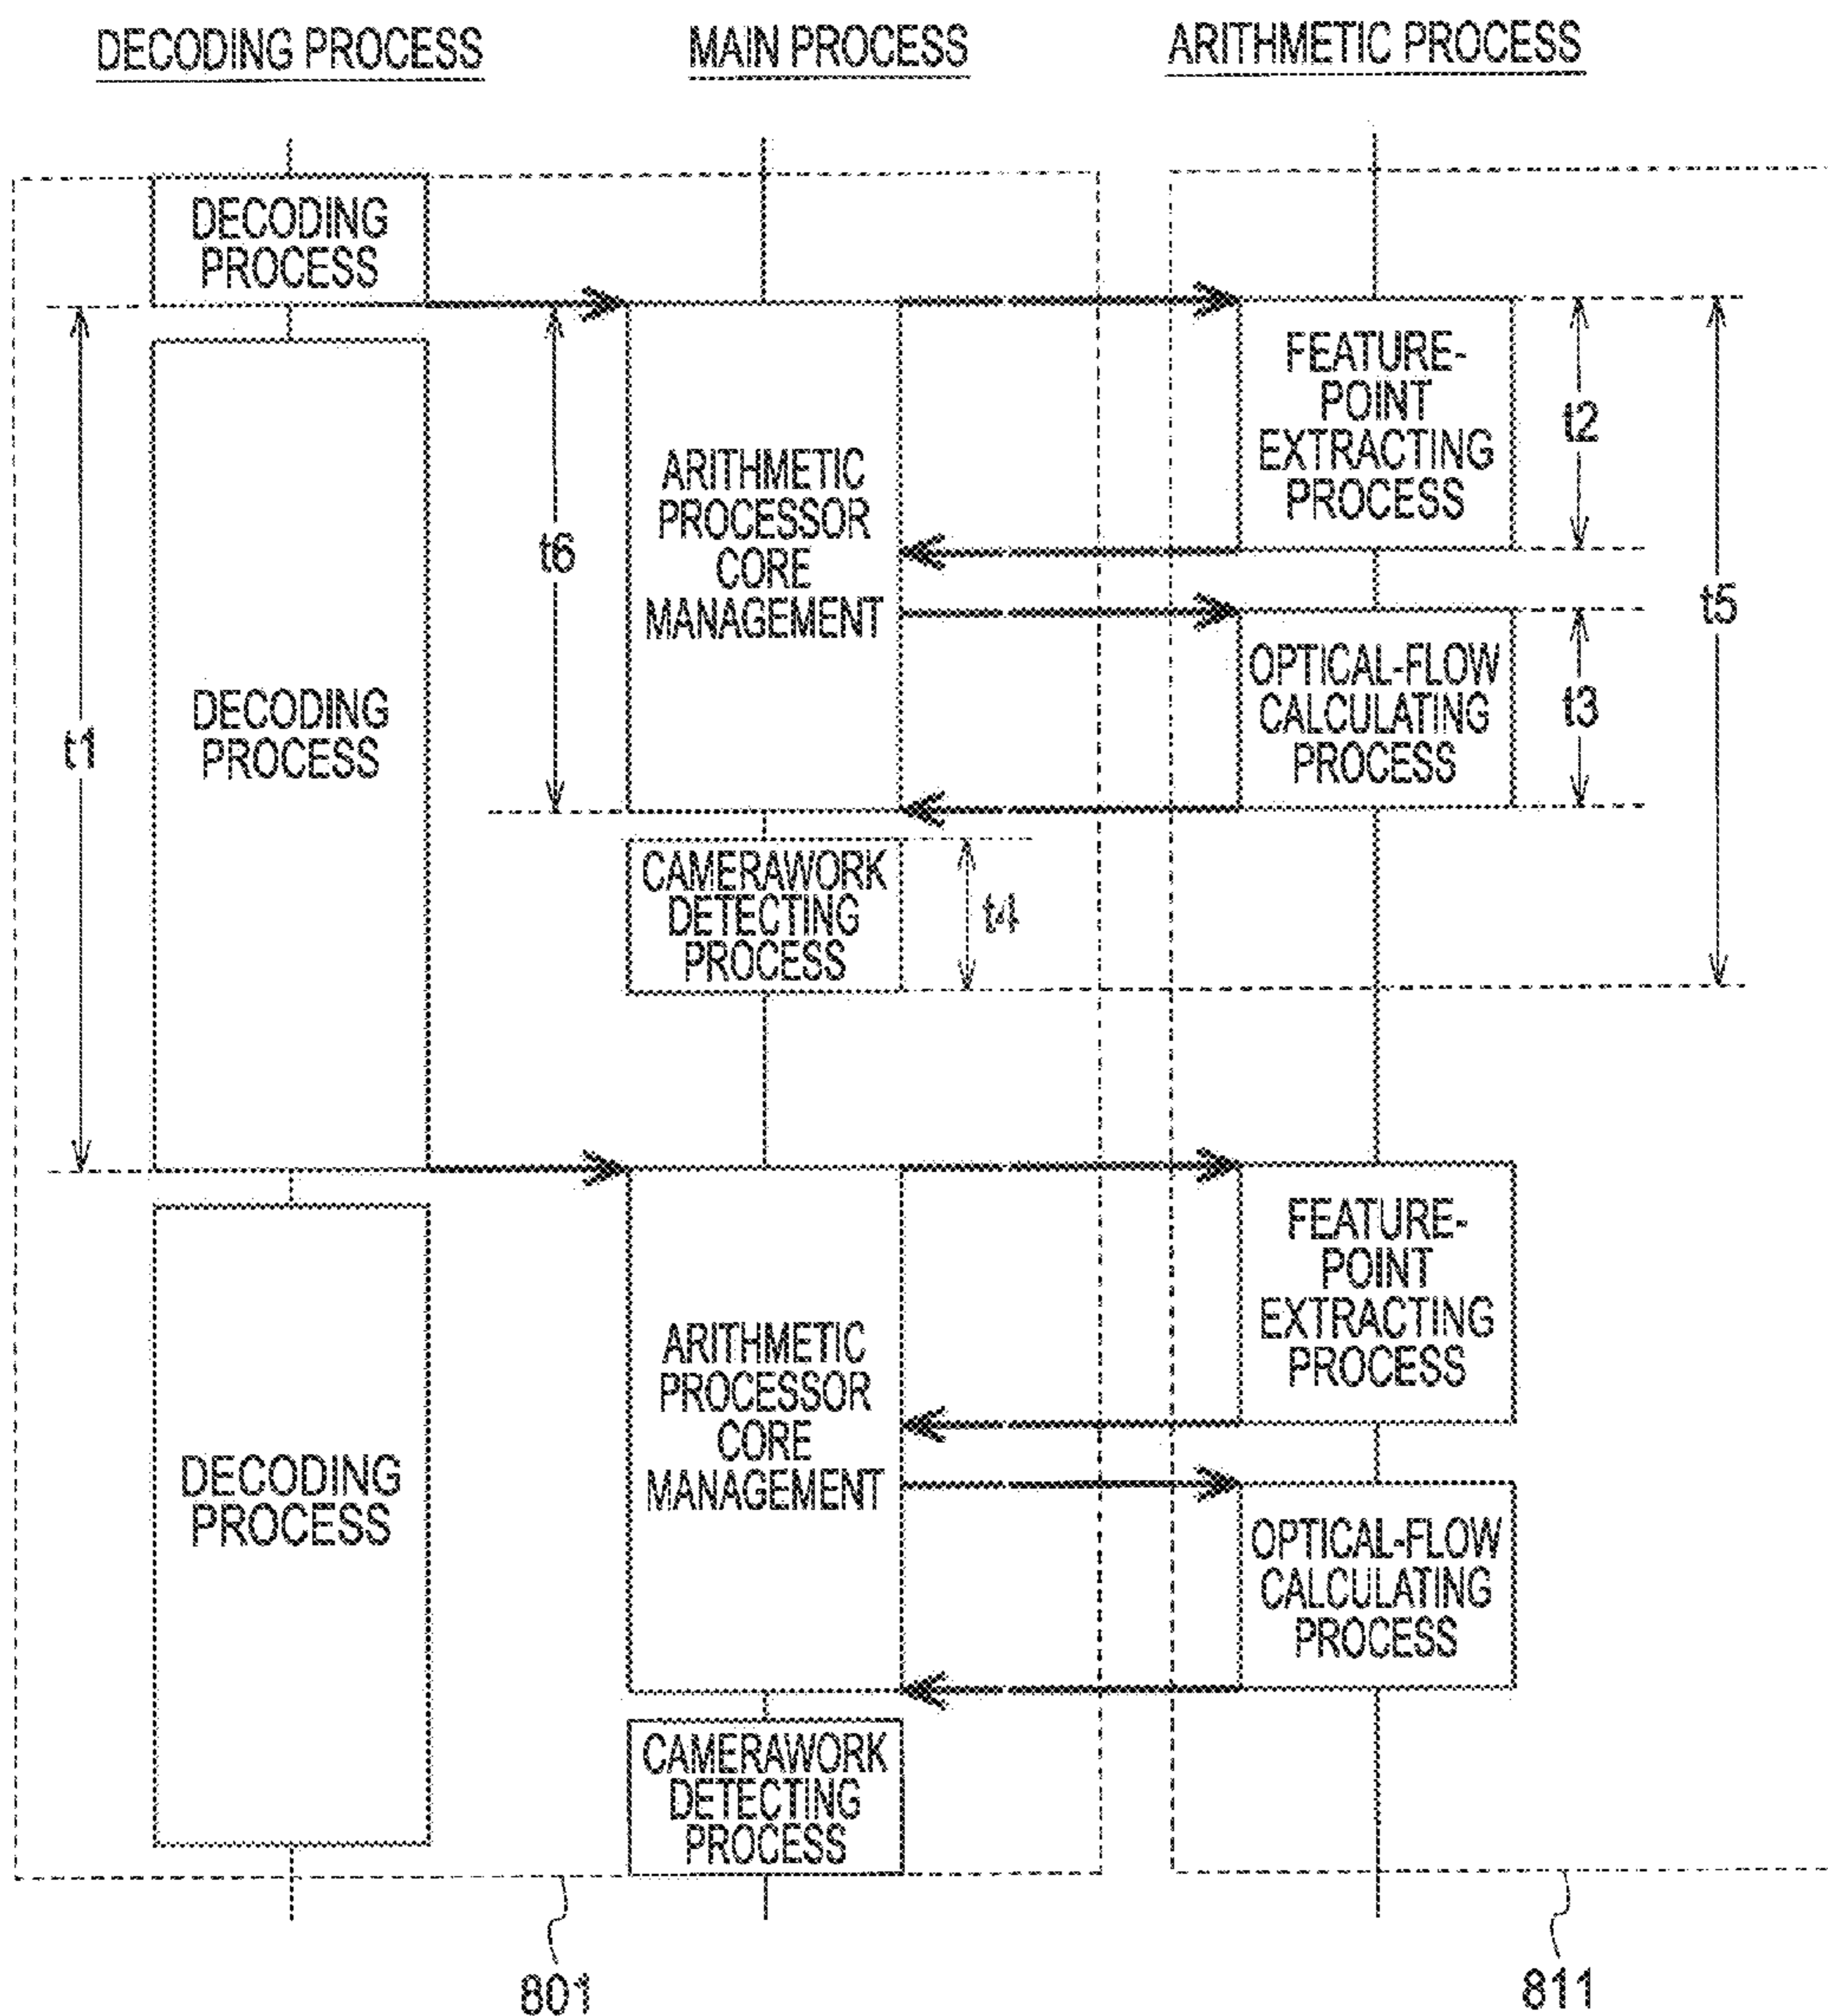 DECODING PROCESS
MAIN PROCESS
ARITHMETIC PROCESS
DECODING
PROCESS
FEATURE-
POINT
EXTRACTING
PROCESS
t2
ARITHMETIC
PROCESSOR
CORE
MANAGEMENT
t6
t5
DECODING
PROCESS
t1
OPTICAL-FLOW
CALCULATING
PROCESS
t3
CAMERAWORK
DETECTING
PROCESS
t4
FEATURE-
POINT
EXTRACTING
PROCESS
ARITHMETIC
PROCESSOR
CORE
MANAGEMENT
DECODING
PROCESS
OPTICAL-FLOW
CALCULATING
PROCESS
CAMERAWORK
DETECTING
PROCESS
801
811